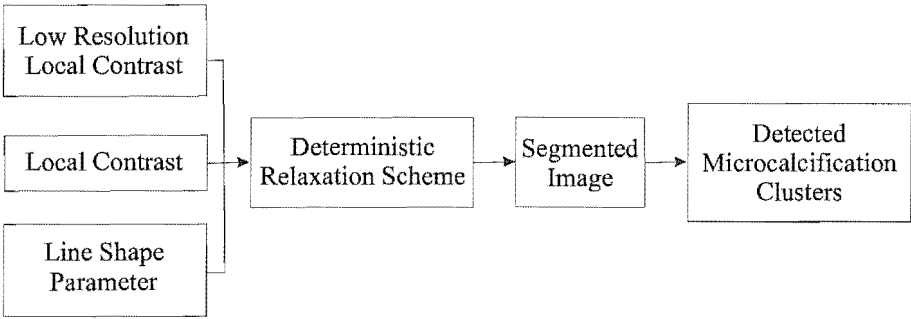 Low Resolution
Local Contrast
Local Contrast
Line Shape
Parameter
Deterministic
Relaxation Scheme
Segmented
Image
Detected
Microcalcification
Clusters